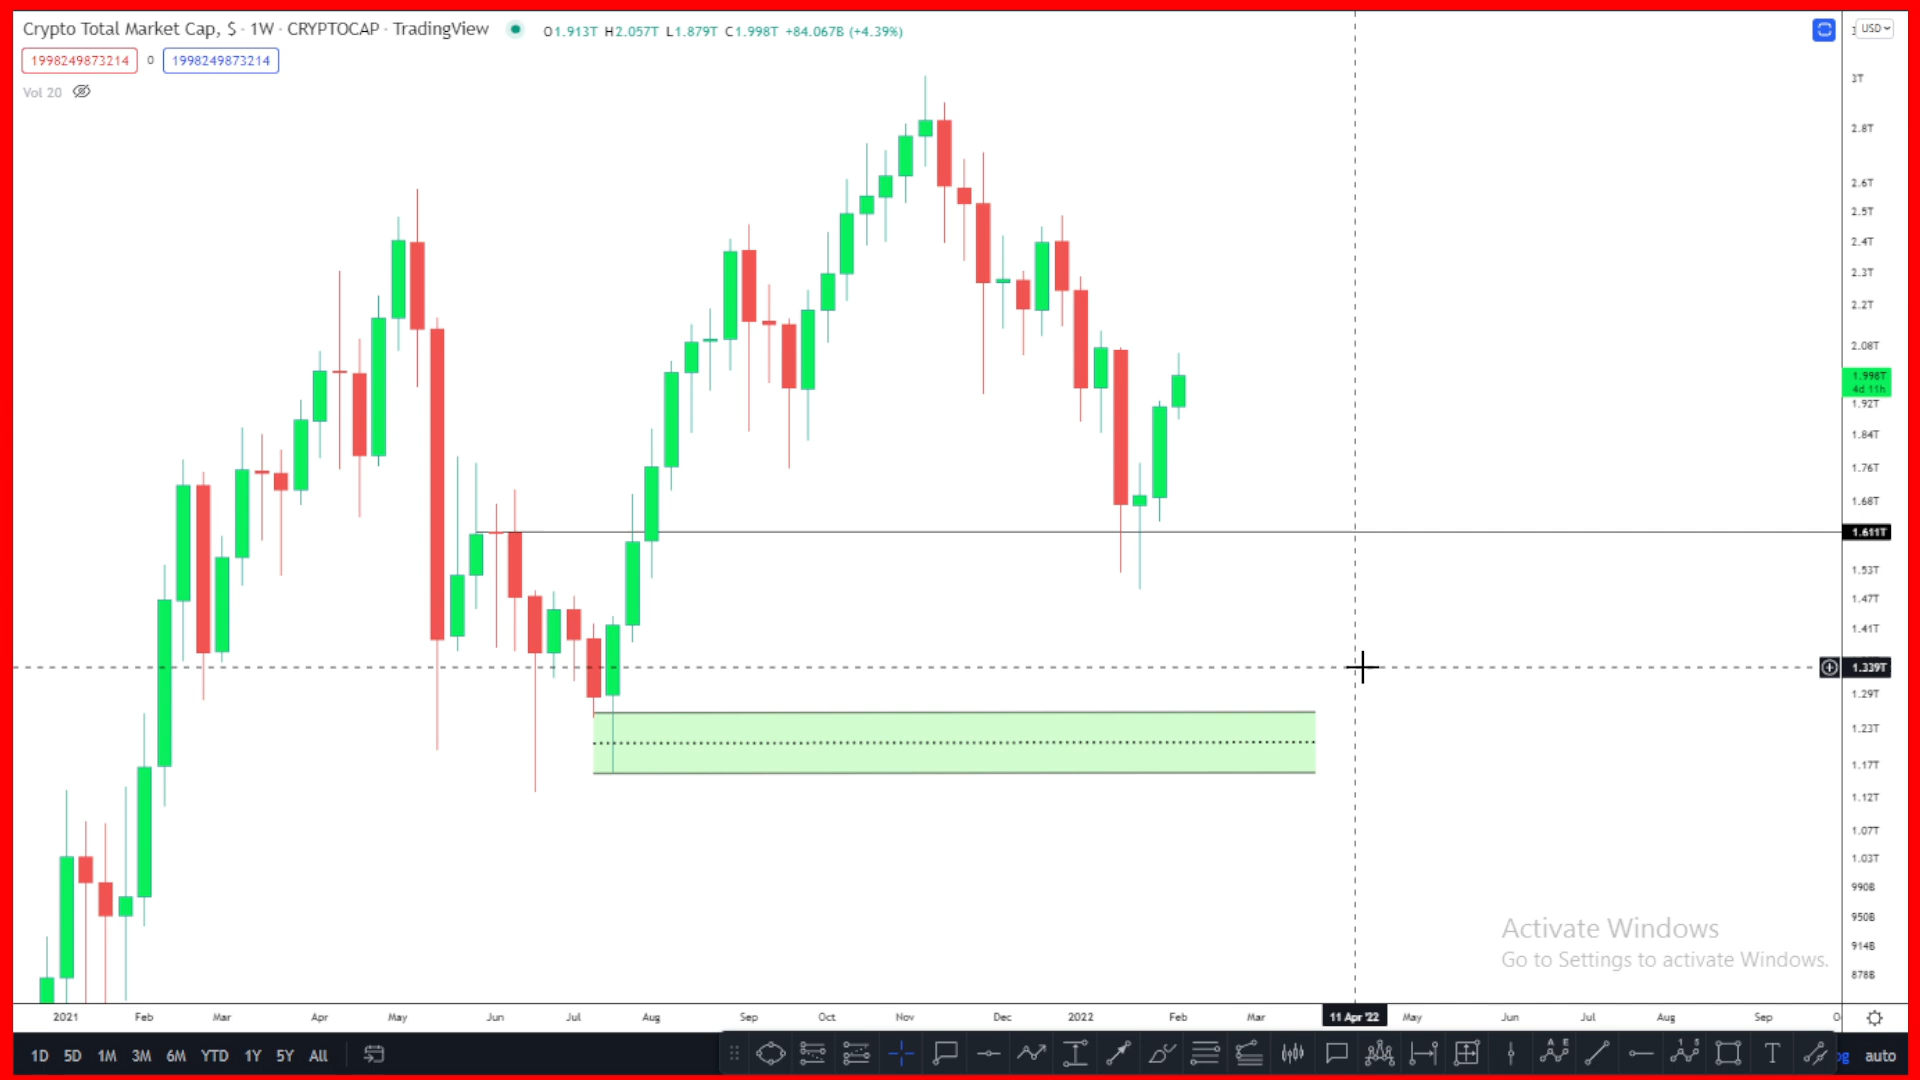 Crypto Total Market Cap, $ · 1W · CRYPTOCAP · TradingView
O1.913T H2.057T L1.879T C1.998T +84.067B (+4.39%)
1998249873214 0 1998249873214
Vol 20
USD
3T
2.8T
2.6T
2.5T
2.4T
2.3T
2.2T
2.08T
1.998T
4d 11h
1.92T
1.84T
1.76T
1.68T
1.611T
1.53T
1.47T
1.41T
1.339T
1.29T
1.23T
1.17T
1.12T
1.07T
1.03T
990B
950B
914B
878B
Activate Windows
Go to Settings to activate Windows.
2021 Feb Mar Apr May Jun Jul Aug Sep Oct Nov Dec 2022 Feb Mar 11 Apr '22 May Jun Jul Aug Sep O
1D 5D 1M 3M 6M YTD 1Y 5Y All
auto